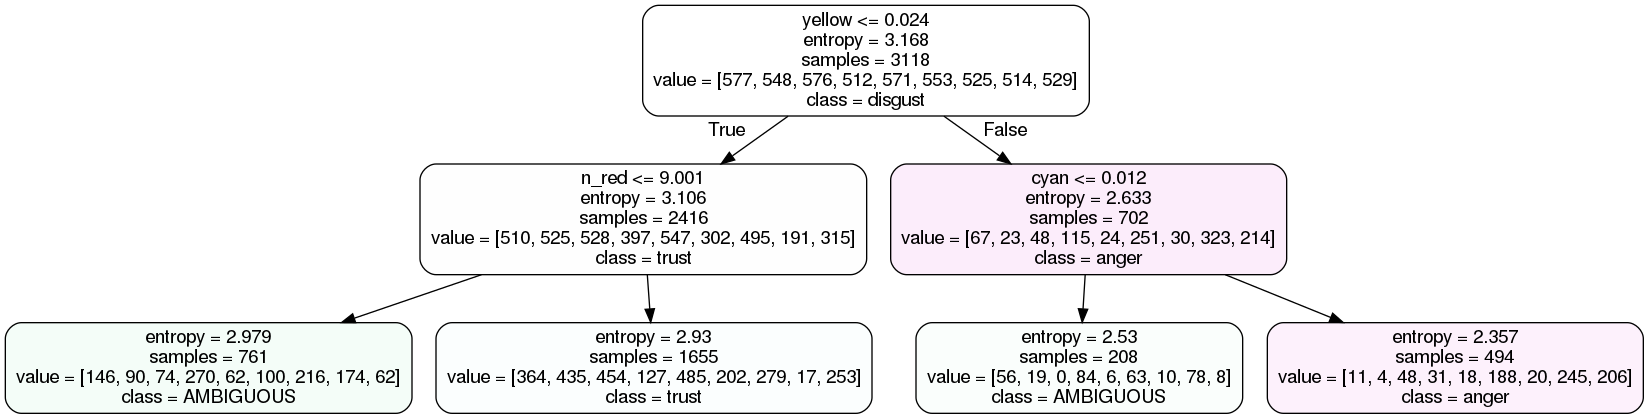 yellow <= 0.024
entropy = 3.168
samples = 3118
value = [577, 548, 576, 512, 571, 553, 525, 514, 529]
class = disgust
True
False
n_red <= 9.001
entropy = 3.106
samples = 2416
value = [510, 525, 528, 397, 547, 302, 495, 191, 315]
class = trust
cyan <= 0.012
entropy = 2.633
samples = 702
value = [67, 23, 48, 115, 24, 251, 30, 323, 214]
class = anger
entropy = 2.979
samples = 761
value = [146, 90, 74, 270, 62, 100, 216, 174, 62]
class = AMBIGUOUS
entropy = 2.93
samples = 1655
value = [364, 435, 454, 127, 485, 202, 279, 17, 253]
class = trust
entropy = 2.53
samples = 208
value = [56, 19, 0, 84, 6, 63, 10, 78, 8]
class = AMBIGUOUS
entropy = 2.357
samples = 494
value = [11, 4, 48, 31, 18, 188, 20, 245, 206]
class = anger